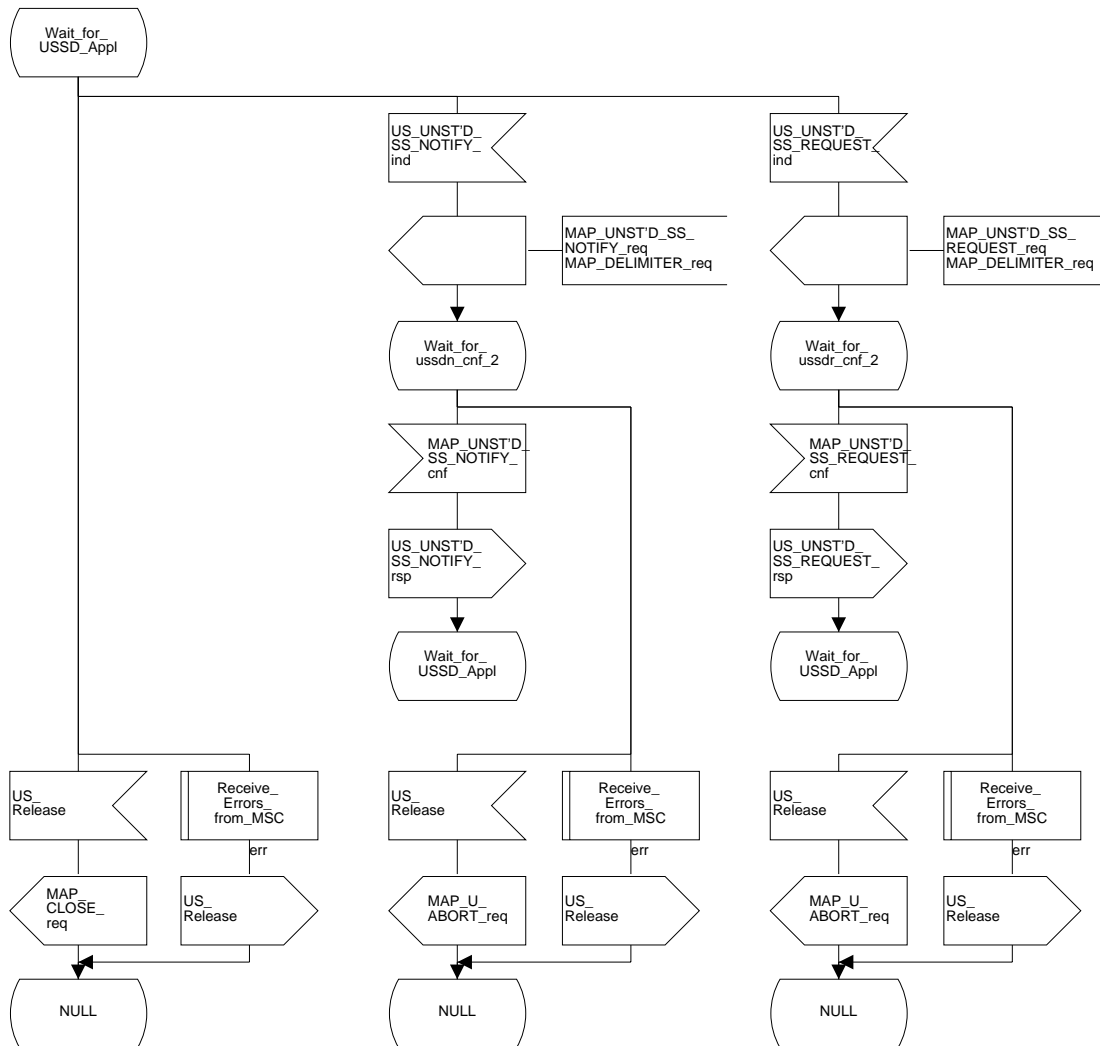 Wait_for_
USSD_Appl
US_UNST'D_
SS_NOTIFY_
ind
US_UNST'D_
SS_REQUEST_
ind
MAP_UNST'D_SS_
NOTIFY_req
MAP_DELIMITER_req
MAP_UNST'D_SS_
REQUEST_req
MAP_DELIMITER_req
Wait_for_
ussdn_cnf_2
Wait_for_
ussdr_cnf_2
MAP_UNST'D_
SS_NOTIFY_
cnf
MAP_UNST'D_
SS_REQUEST_
cnf
US_UNST'D_
SS_NOTIFY_
rsp
US_UNST'D_
SS_REQUEST_
rsp
Wait_for_
USSD_Appl
Wait_for_
USSD_Appl
US_
Release
Receive_
Errors_
from_MSC
err
US_
Release
Receive_
Errors_
from_MSC
err
US_
Release
Receive_
Errors_
from_MSC
err
MAP_
CLOSE_
req
US_
Release
MAP_U_
ABORT_req
US_
Release
MAP_U_
ABORT_req
US_
Release
NULL
NULL
NULL